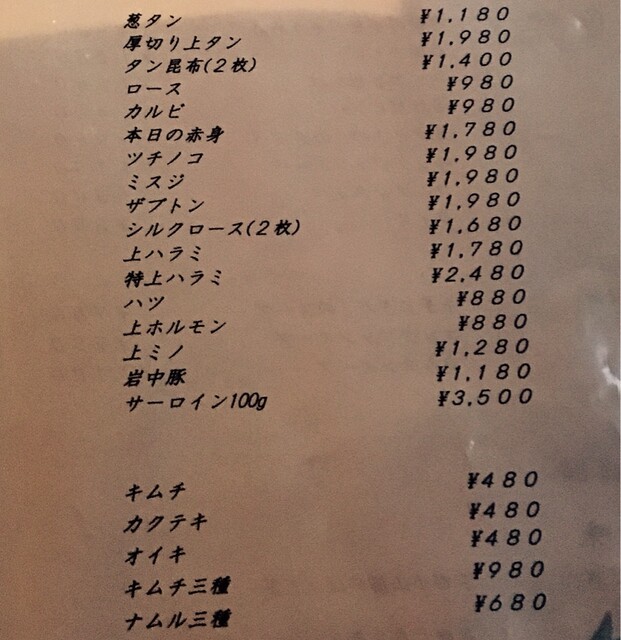 葱タン ¥1,180
厚切り上タン ¥1,980
タン昆布(2枚) ¥1,400
ロース ¥980
カルビ ¥980
本日の赤身 ¥1,780
ツチノコ ¥1,980
ミスジ ¥1,980
ザブトン ¥1,980
シルクロース(2枚) ¥1,680
上ハラミ ¥1,780
特上ハラミ ¥2,480
ハツ ¥880
上ホルモン ¥880
上ミノ ¥1,280
岩中豚 ¥1,180
サーロイン100g ¥3,500
キムチ ¥480
カクテキ ¥480
オイキ ¥480
キムチ三種 ¥980
ナムル三種 ¥680